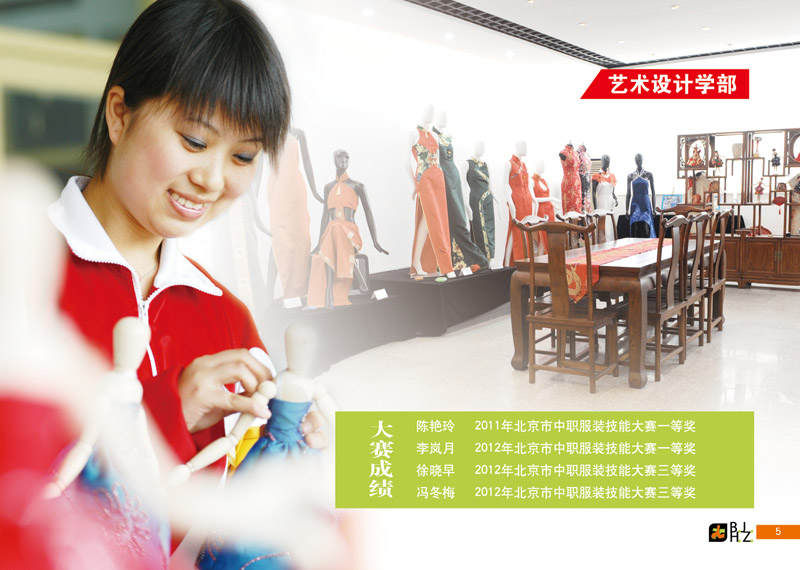 艺术设计学部
大赛成绩
陈艳玲 2011年北京市中职服装技能大赛一等奖
李岚月 2012年北京市中职服装技能大赛一等奖
徐晓早 2012年北京市中职服装技能大赛三等奖
冯冬梅 2012年北京市中职服装技能大赛三等奖
BJ
HZ
5